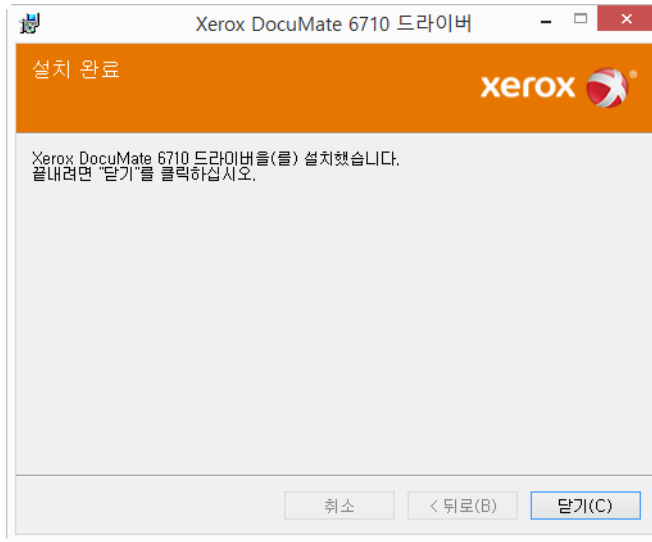 Xerox DocuMate 6710 드라이버
설치 완료
xerox
Xerox DocuMate 6710 드라이버을(를) 설치했습니다.
끝내려면 "닫기"를 클릭하십시오.
취소
< 뒤로(B)
닫기(C)